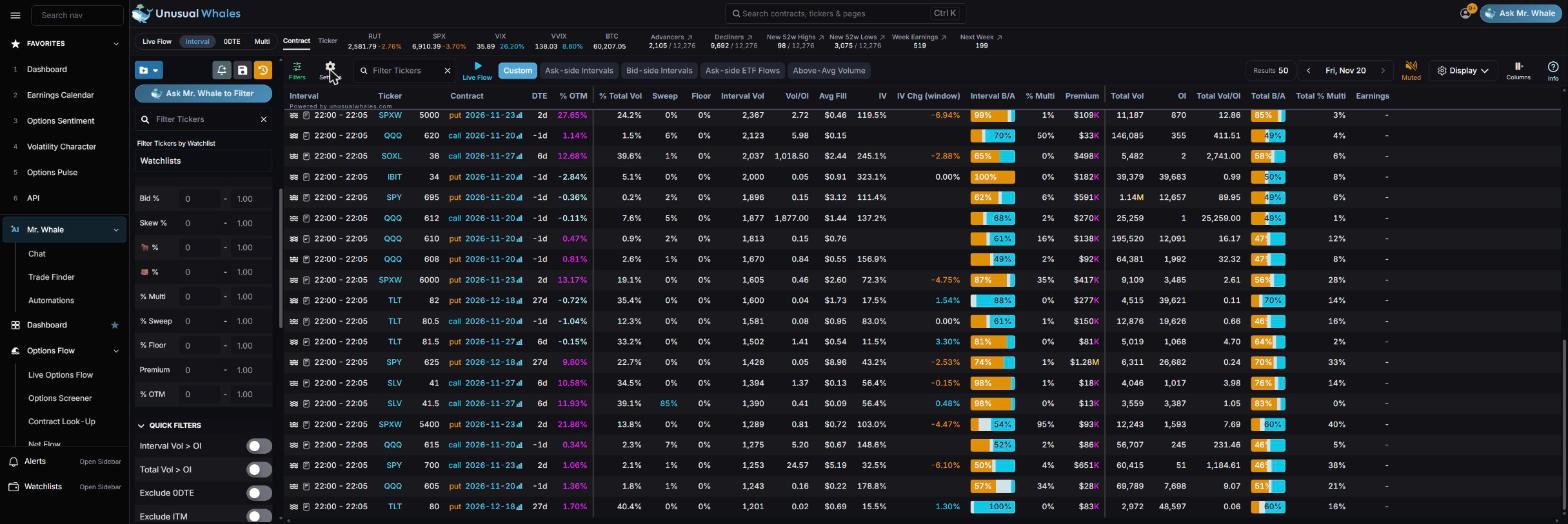 Search nav
Unusual Whales
Search contracts, tickers & pages
Ctrl K
9+
Ask Mr. Whale
Live Flow Interval 0DTE Multi Contract Ticker
RUT 2,581.79 -2.76%
SPX 6,910.39 -3.70%
VIX 35.89 26.20%
VVIX 138.03 8.60%
BTC 60,207.05
Advancers 2,105 / 12,276
Decliners 9,692 / 12,276
New 52w Highs 98 / 12,276
New 52w Lows 3,075 / 12,276
Week Earnings 519
Next Week 199
FAVORITES
1 Dashboard
2 Earnings Calendar
3 Options Sentiment
4 Volatility Character
5 Options Pulse
6 API
Mr. Whale
Chat
Trade Finder
Automations
Dashboard
Options Flow
Live Options Flow
Options Screener
Contract Look-Up
Net Flow
Alerts Open Sidebar
Watchlists Open Sidebar
Ask Mr. Whale to Filter
Filter Tickers
Filter Tickers by Watchlist
Watchlists
Bid % 0 - 1.00
Skew % 0 - 1.00
% 0 - 1.00
% 0 - 1.00
% Multi 0 - 1.00
% Sweep 0 - 1.00
% Floor 0 - 1.00
Premium 0 - 1.00
% OTM 0 - 1.00
QUICK FILTERS
Interval Vol > OI
Total Vol > OI
Exclude 0DTE
Exclude ITM
Filters
Filter Tickers
Live Flow
Custom Ask-side Intervals Bid-side Intervals Ask-side ETF Flows Above-Avg Volume
Results 50
Fri, Nov 20
Muted
Display
Columns
Info
Interval Ticker Contract DTE % OTM % Total Vol Sweep Floor Interval Vol Vol/OI Avg Fill IV IV Chg (window) Interval B/A % Multi Premium Total Vol OI Total Vol/OI Total B/A Total % Multi Earnings
Powered by unusualwhales.com
22:00 - 22:05 SPXW 5000 put 2026-11-23 2d 27.65% 24.2% 0% 0% 2,367 2.72 $0.46 119.5% -6.94% 99% 1% $109K 11,187 870 12.86 85% 3% -
22:00 - 22:05 QQQ 620 call 2026-11-20 -1d 1.14% 1.5% 6% 0% 2,123 5.98 $0.15 70% 50% $33K 146,085 355 411.51 49% 4% -
22:00 - 22:05 SOXL 36 call 2026-11-27 6d 12.68% 39.6% 1% 0% 2,037 1,018.50 $2.44 245.1% -2.88% 65% 0% $498K 5,482 2 2,741.00 58% 6% -
22:00 - 22:05 IBIT 34 put 2026-11-20 -1d -2.84% 5.1% 0% 0% 2,000 0.05 $0.91 323.1% 0.00% 100% 0% $182K 39,379 39,683 0.99 50% 0% -
22:00 - 22:05 SPY 695 put 2026-11-20 -1d -0.36% 0.2% 2% 0% 1,896 0.15 $3.12 111.4% 62% 6% $591K 1.14M 12,657 89.95 49% 6% -
22:00 - 22:05 QQQ 612 call 2026-11-20 -1d -0.11% 7.6% 5% 0% 1,877 1,877.00 $1.44 137.2% 68% 2% $270K 25,259 1 25,259.00 49% 1% -
22:00 - 22:05 QQQ 610 put 2026-11-20 -1d 0.47% 0.9% 2% 0% 1,813 0.15 $0.76 61% 16% $138K 195,520 12,091 16.17 47% 12% -
22:00 - 22:05 QQQ 608 put 2026-11-20 -1d 0.81% 2.6% 1% 0% 1,670 0.84 $0.55 156.9% 49% 2% $92K 64,381 1,992 32.32 47% 8% -
22:00 - 22:05 SPXW 6000 put 2026-11-23 2d 13.17% 19.1% 0% 0% 1,605 0.46 $2.60 72.3% -4.75% 87% 35% $417K 9,109 3,485 2.61 56% 28% -
22:00 - 22:05 TLT 82 put 2026-12-18 27d -0.72% 35.4% 0% 0% 1,600 0.04 $1.73 17.5% 1.54% 88% 0% $277K 4,515 39,621 0.11 70% 14% -
22:00 - 22:05 TLT 80.5 call 2026-11-20 -1d -1.04% 12.3% 0% 0% 1,581 0.08 $0.95 83.0% 0.00% 61% 1% $150K 12,876 19,626 0.66 46% 16% -
22:00 - 22:05 TLT 81.5 put 2026-11-27 6d -0.15% 33.2% 0% 0% 1,502 1.41 $0.54 11.5% 3.30% 81% 0% $81K 5,019 1,068 4.70 64% 2% -
22:00 - 22:05 SPY 625 put 2026-12-18 27d 9.80% 22.7% 0% 0% 1,426 0.05 $8.96 43.2% -2.53% 74% 1% $1.28M 6,311 26,682 0.24 70% 33% -
22:00 - 22:05 SLV 41 put 2026-11-27 6d 10.58% 34.5% 0% 0% 1,394 1.37 $0.13 56.4% -0.15% 98% 1% $18K 4,046 1,017 3.98 76% 14% -
22:00 - 22:05 SLV 41.5 call 2026-11-23 6d 11.93% 39.1% 85% 0% 1,390 0.41 $0.09 56.4% 0.48% 98% 0% $13K 3,559 3,387 1.05 83% 0% -
22:00 - 22:05 SPXW 5400 put 2026-11-23 2d 21.86% 13.8% 0% 0% 1,289 0.81 $0.72 103.0% -4.47% 54% 95% $93K 12,243 1,593 7.69 60% 40% -
22:00 - 22:05 QQQ 615 call 2026-11-20 -1d 0.34% 2.3% 7% 0% 1,275 5.20 $0.67 148.6% 52% 2% $86K 56,707 245 231.46 46% 5% -
22:00 - 22:05 SPY 700 call 2026-11-23 2d 1.06% 2.1% 1% 0% 1,253 24.57 $5.19 32.5% -6.10% 50% 4% $651K 60,415 51 1,184.61 46% 38% -
22:00 - 22:05 QQQ 605 put 2026-11-20 -1d 1.36% 1.8% 1% 0% 1,243 0.16 $0.22 178.8% 57% 34% $28K 69,789 7,698 9.07 51% 21% -
22:00 - 22:05 TLT 80 put 2026-12-18 27d 1.70% 40.4% 0% 0% 1,201 0.02 $0.69 15.5% 1.30% 100% 0% $83K 2,972 48,597 0.06 60% 16% -